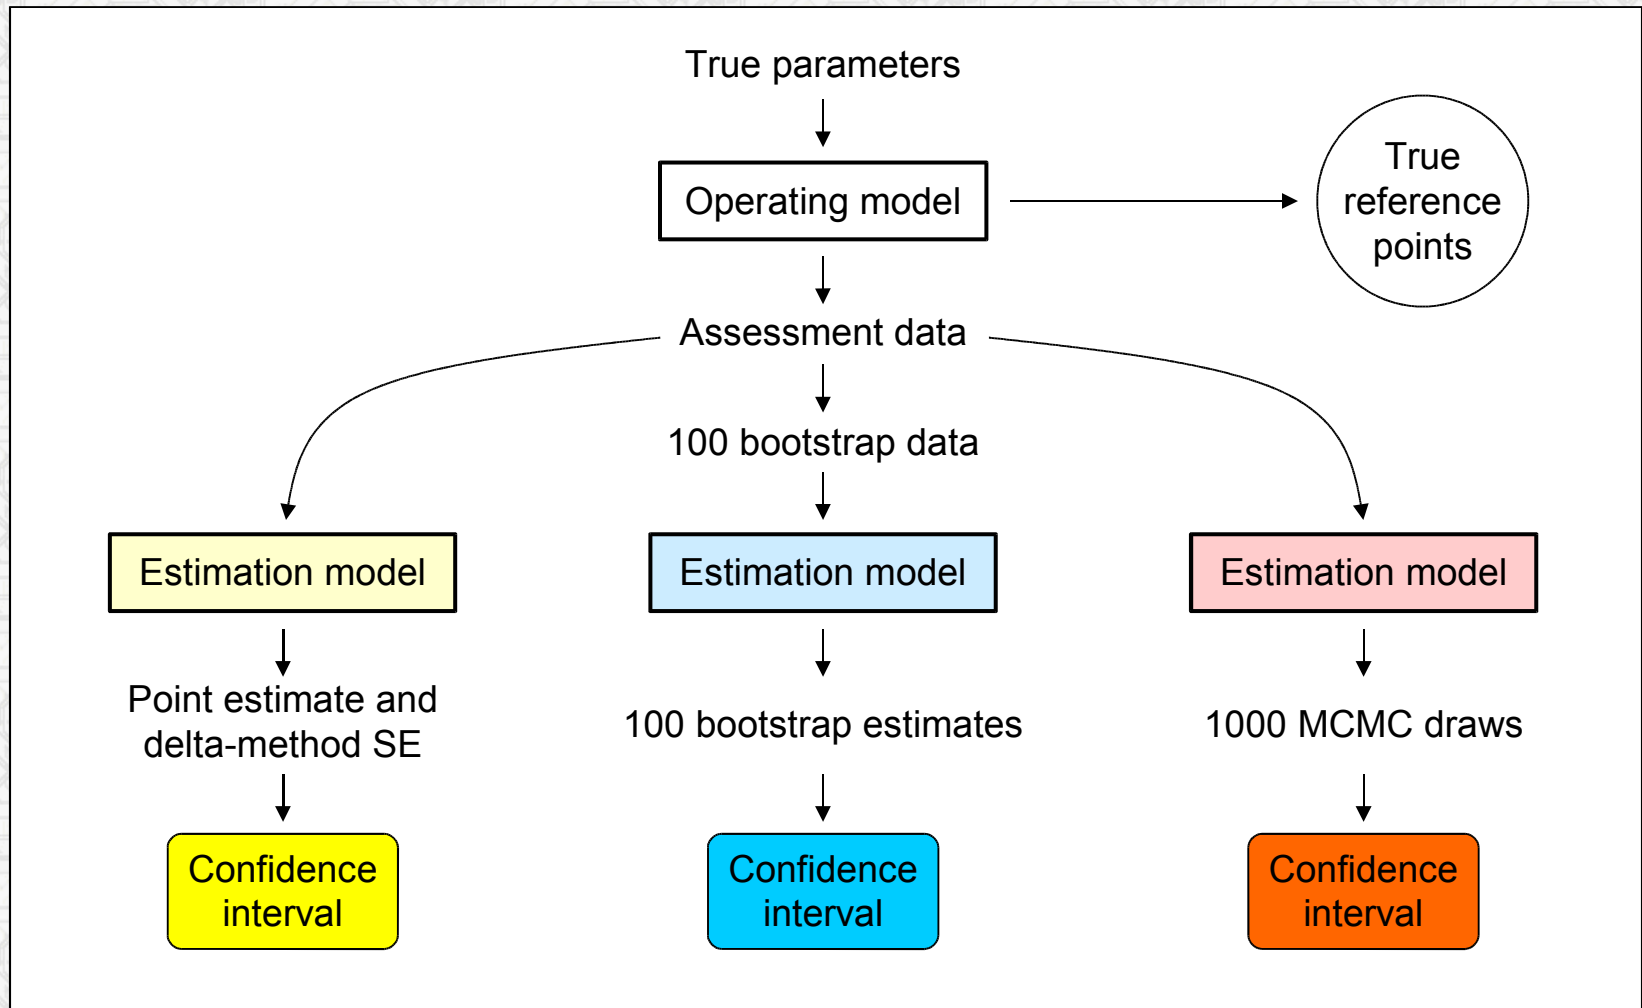 True parameters
Operating model
True
reference
points
Assessment data
100 bootstrap data
Estimation model
Estimation model
Estimation model
Point estimate and
delta-method SE
100 bootstrap estimates
1000 MCMC draws
Confidence
interval
Confidence
interval
Confidence
interval